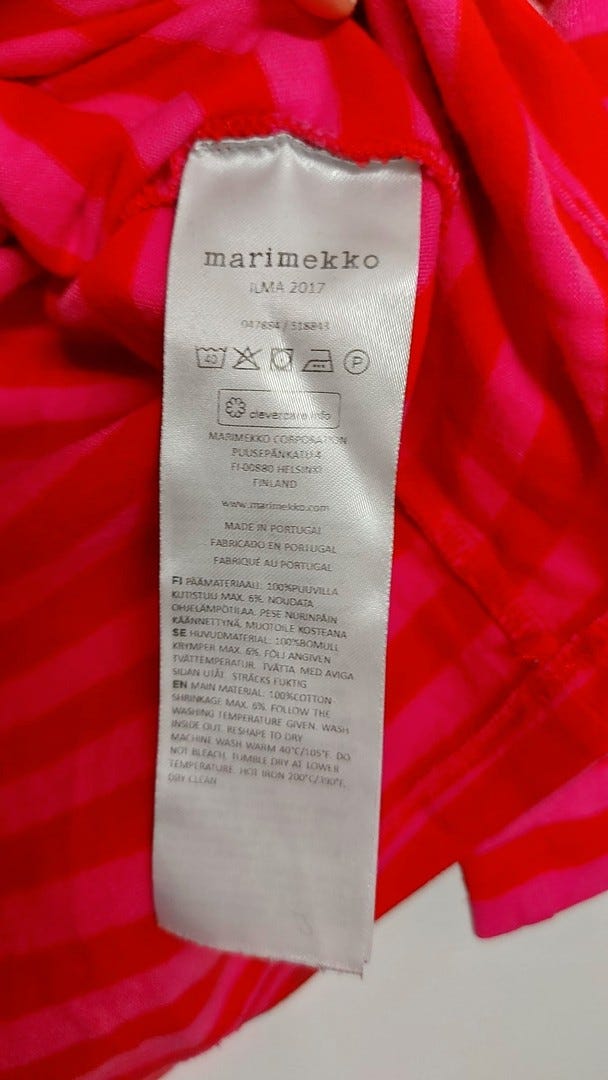 marimekko
ILMA 2017
047884 / 318843
40 P
clevercare.info
MARIMEKKO CORPORATION
PUUSEPÄNKATU 4
FI-00880 HELSINKI
FINLAND
www.marimekko.com
MADE IN PORTUGAL
FABRICADO EN PORTUGAL
FABRIQUÉ AU PORTUGAL
FI PÄÄMATERIAALI: 100%PUUVILLA
KUTISTUU MAX. 6%. NOUDATA
OHJELÄMPÖTILAA. PESE NURINPÄIN
KÄÄNNETTYNÄ. MUOTOILE KOSTEANA
SE HUVUDMATERIAL: 100%BOMULL
KRYMPER MAX. 6%. FÖLJ ANGIVEN
TVÄTTEMPERATUR. TVÄTTA MED AVIGA
SIDAN UTÅT. STRÄCKS FUKTIG
EN MAIN MATERIAL: 100%COTTON
SHRINKAGE MAX. 6%. FOLLOW THE
WASHING TEMPERATURE GIVEN. WASH
INSIDE OUT. RESHAPE TO DRY
MACHINE WASH WARM 40°C/105°F. DO
NOT BLEACH. TUMBLE DRY AT LOWER
TEMPERATURE. HOT IRON 200°C/390°F.
DRY CLEAN